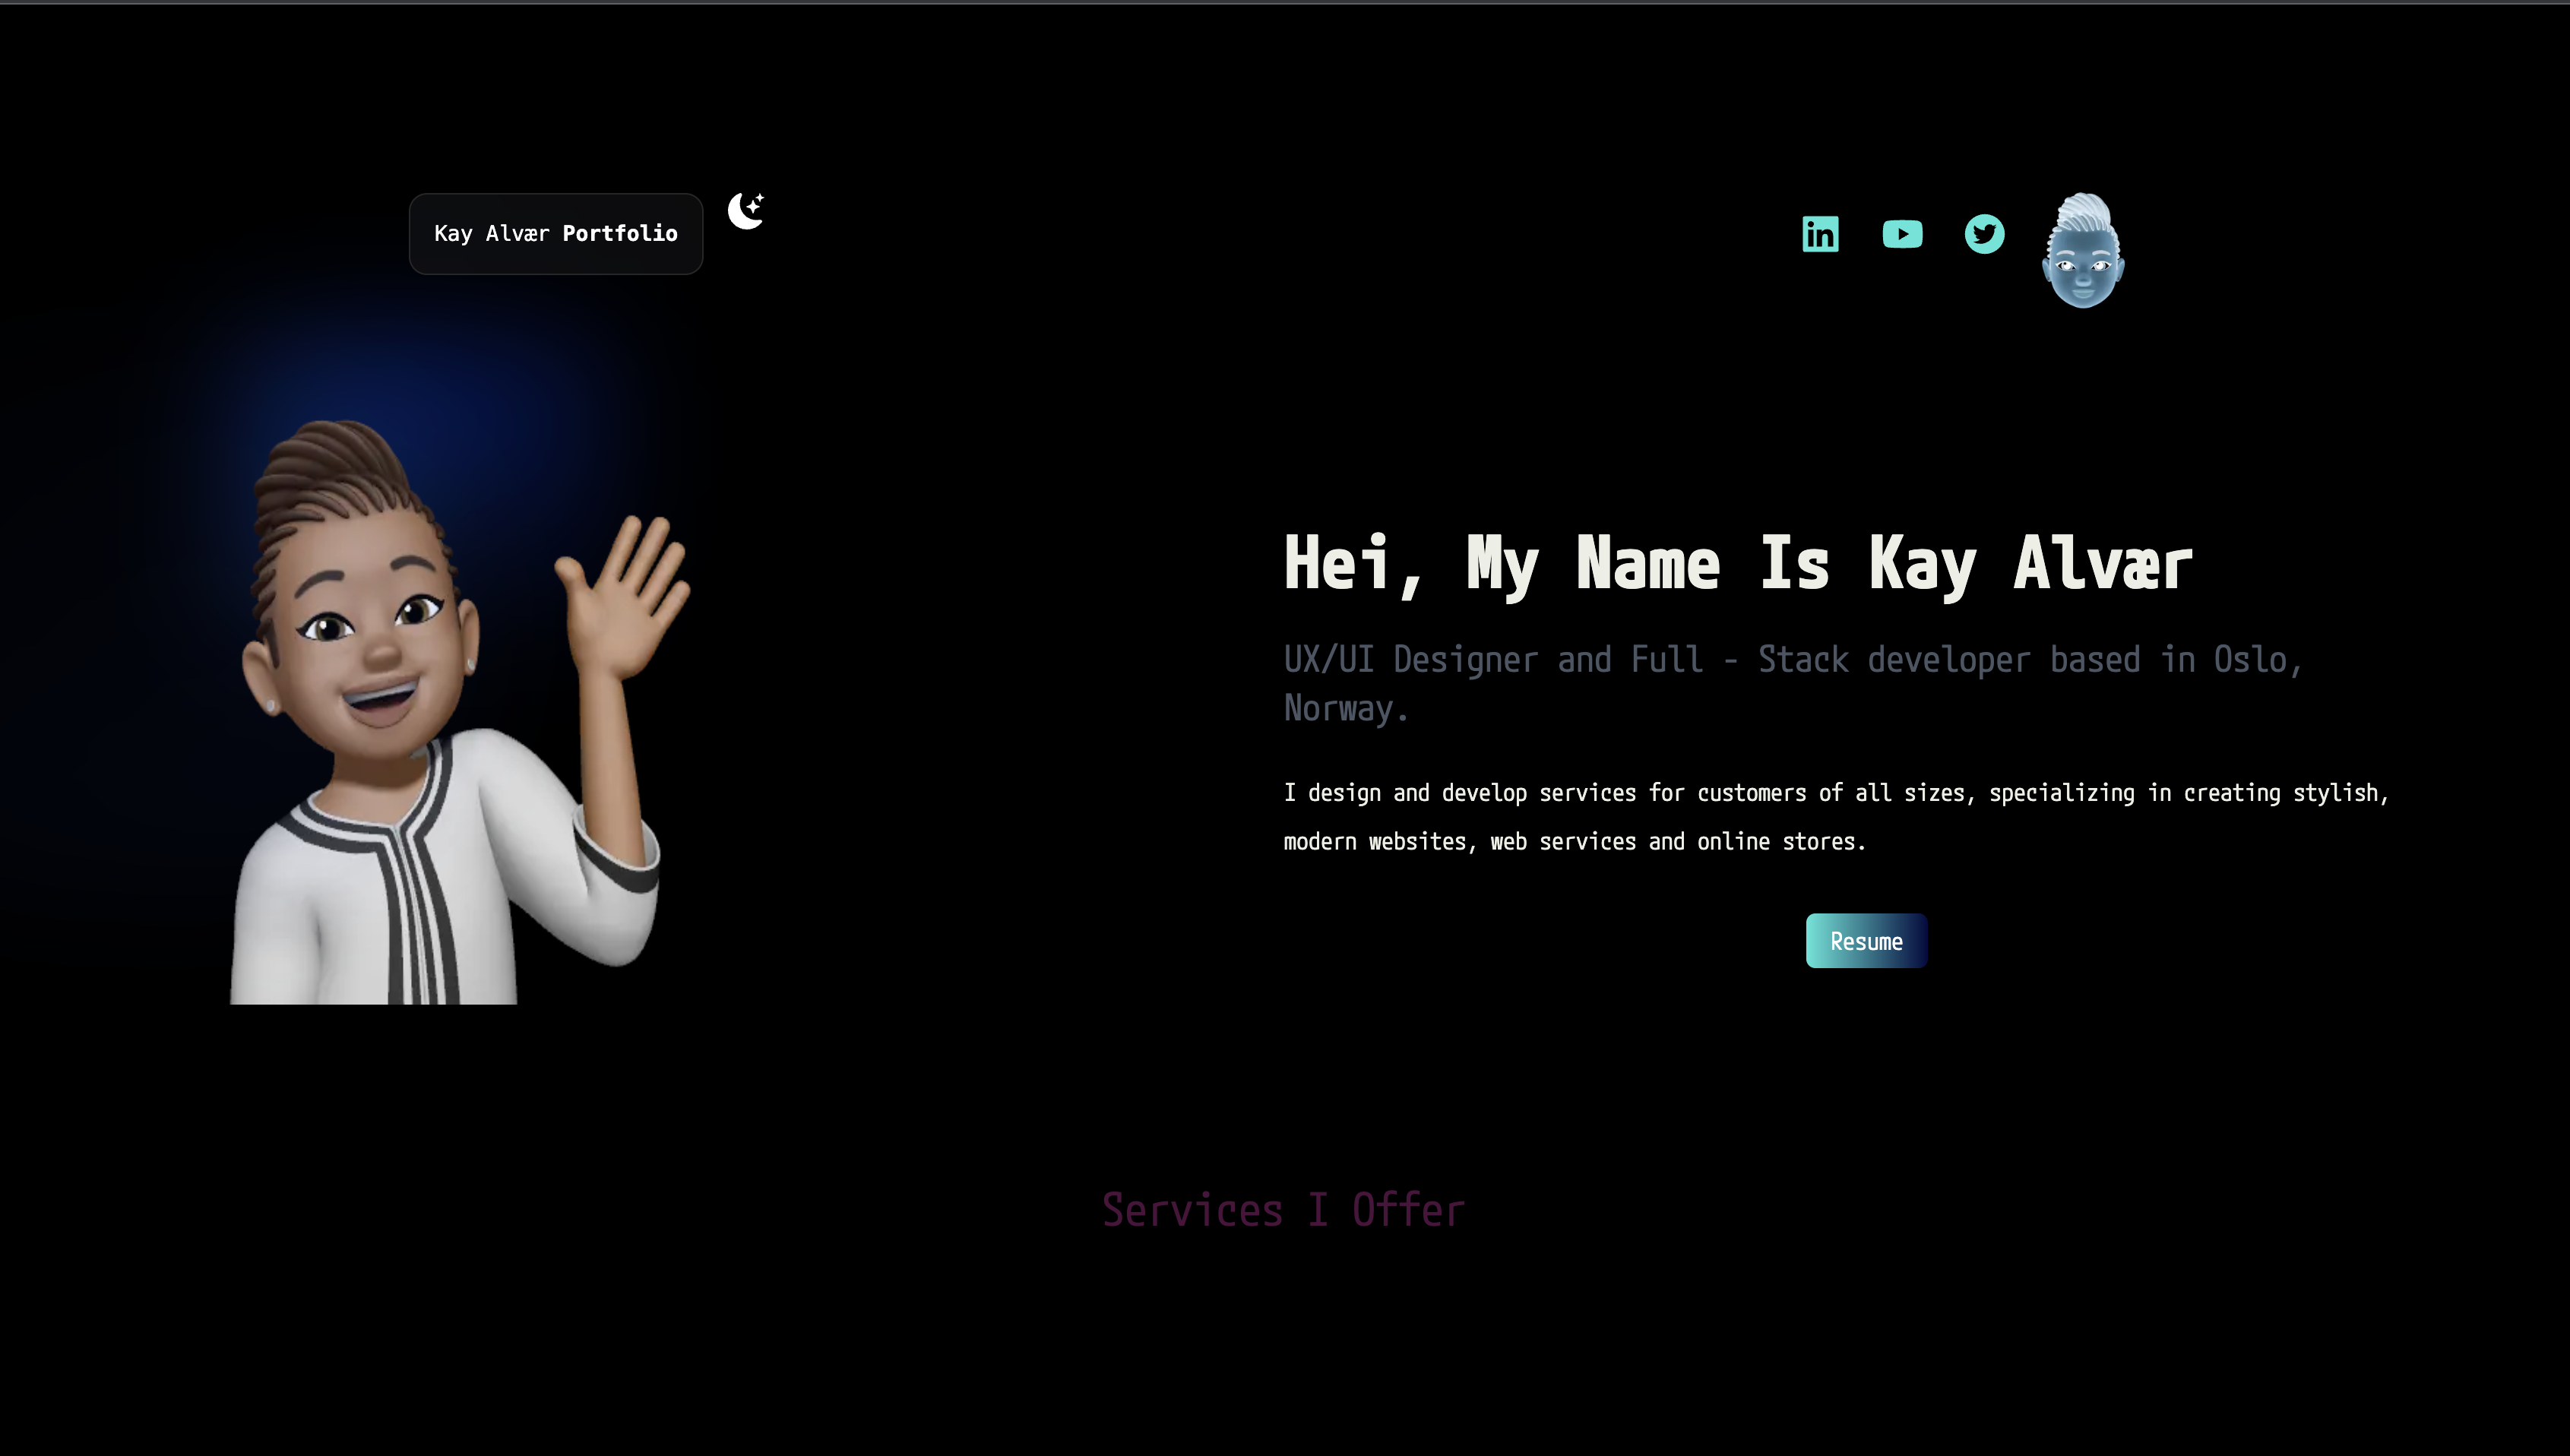 Kay Alvær Portfolio
in
Hei, My Name Is Kay Alvær
UX/UI Designer and Full - Stack developer based in Oslo,
Norway.
I design and develop services for customers of all sizes, specializing in creating stylish,
modern websites, web services and online stores.
Resume
Services I Offer